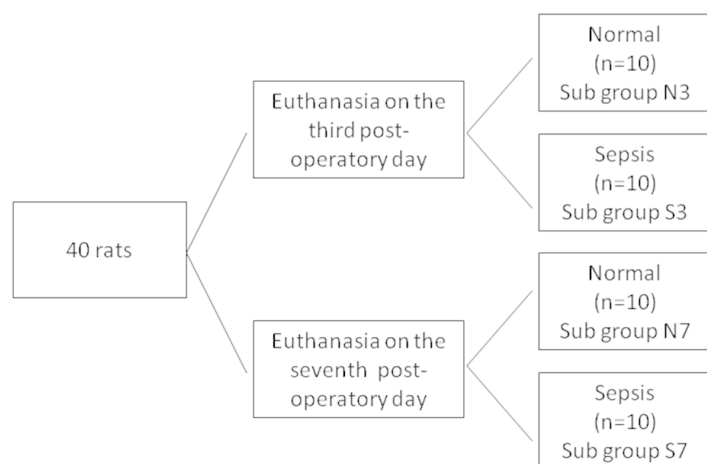 40 rats
Euthanasia on the
third post-
operatory day
Euthanasia on the
seventh post-
operatory day
Normal
(n=10)
Sub group N3
Sepsis
(n=10)
Sub group S3
Normal
(n=10)
Sub group N7
Sepsis
(n=10)
Sub group S7